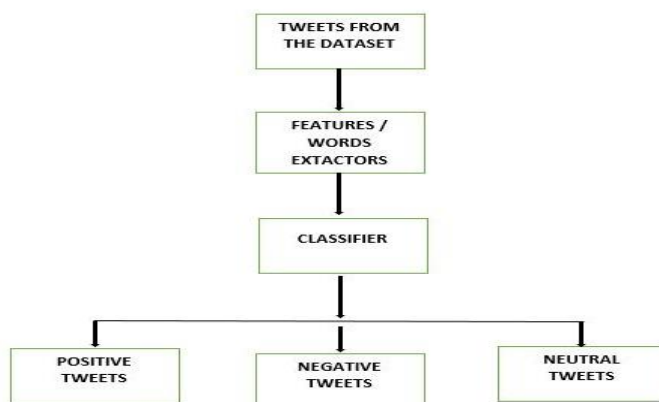 TWEETS FROM
THE DATASET
FEATURES /
WORDS
EXTACTORS
CLASSIFIER
POSITIVE
TWEETS
NEGATIVE
TWEETS
NEUTRAL
TWEETS